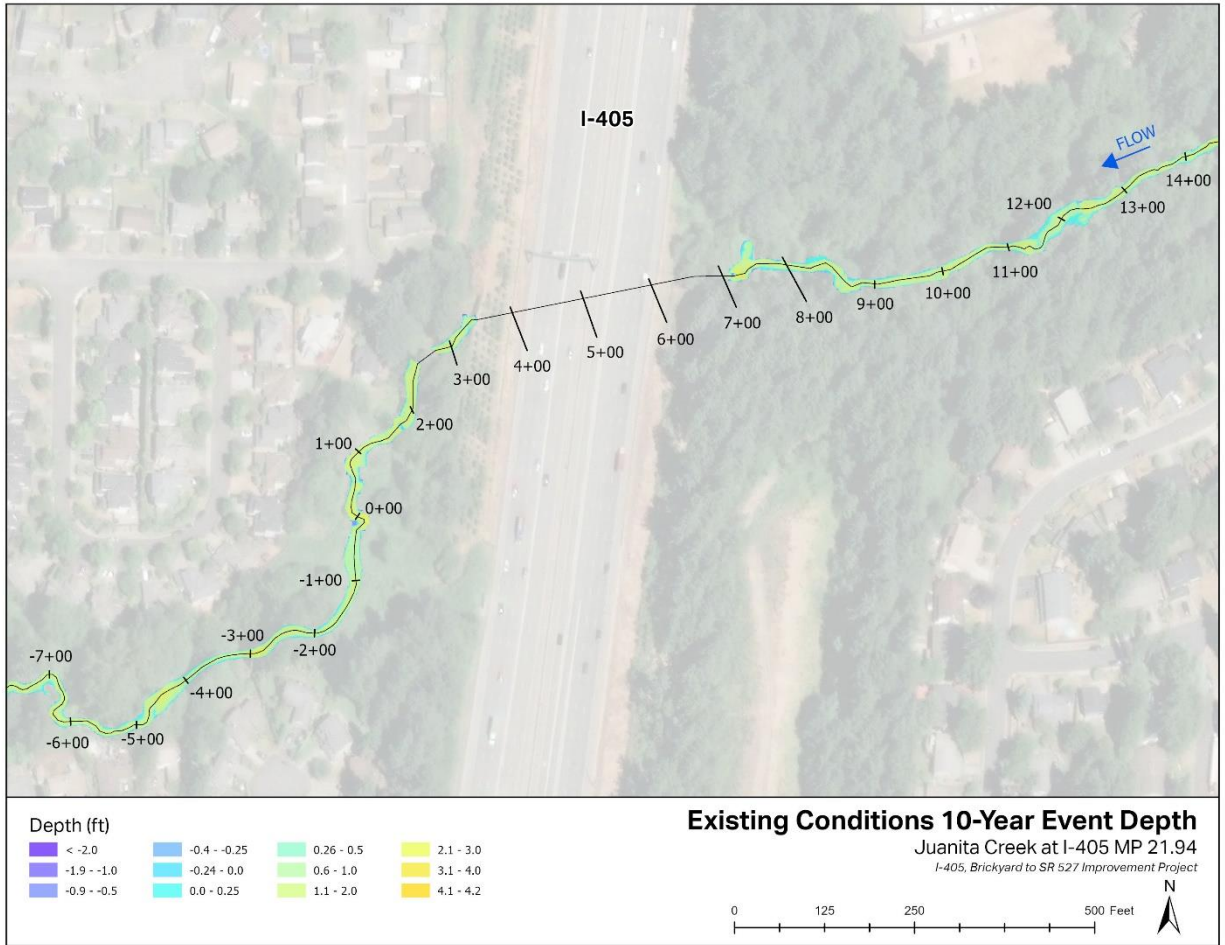 I-405
FLOW
14+00
12+00
13+00
11+00
10+00
9+00
8+00
7+00
6+00
5+00
4+00
3+00
2+00
1+00
0+00
-1+00
-3+00
-2+00
-7+00
-4+00
-6+00
-5+00
Depth (ft)
< -2.0
-1.9 - -1.0
-0.9 - -0.5
-0.4 - -0.25
-0.24 - 0.0
0.0 - 0.25
0.26 - 0.5
0.6 - 1.0
1.1 - 2.0
2.1 - 3.0
3.1 - 4.0
4.1 - 4.2
Existing Conditions 10-Year Event Depth
Juanita Creek at I-405 MP 21.94
I-405, Brickyard to SR 527 Improvement Project
N
0 125 250 500 Feet